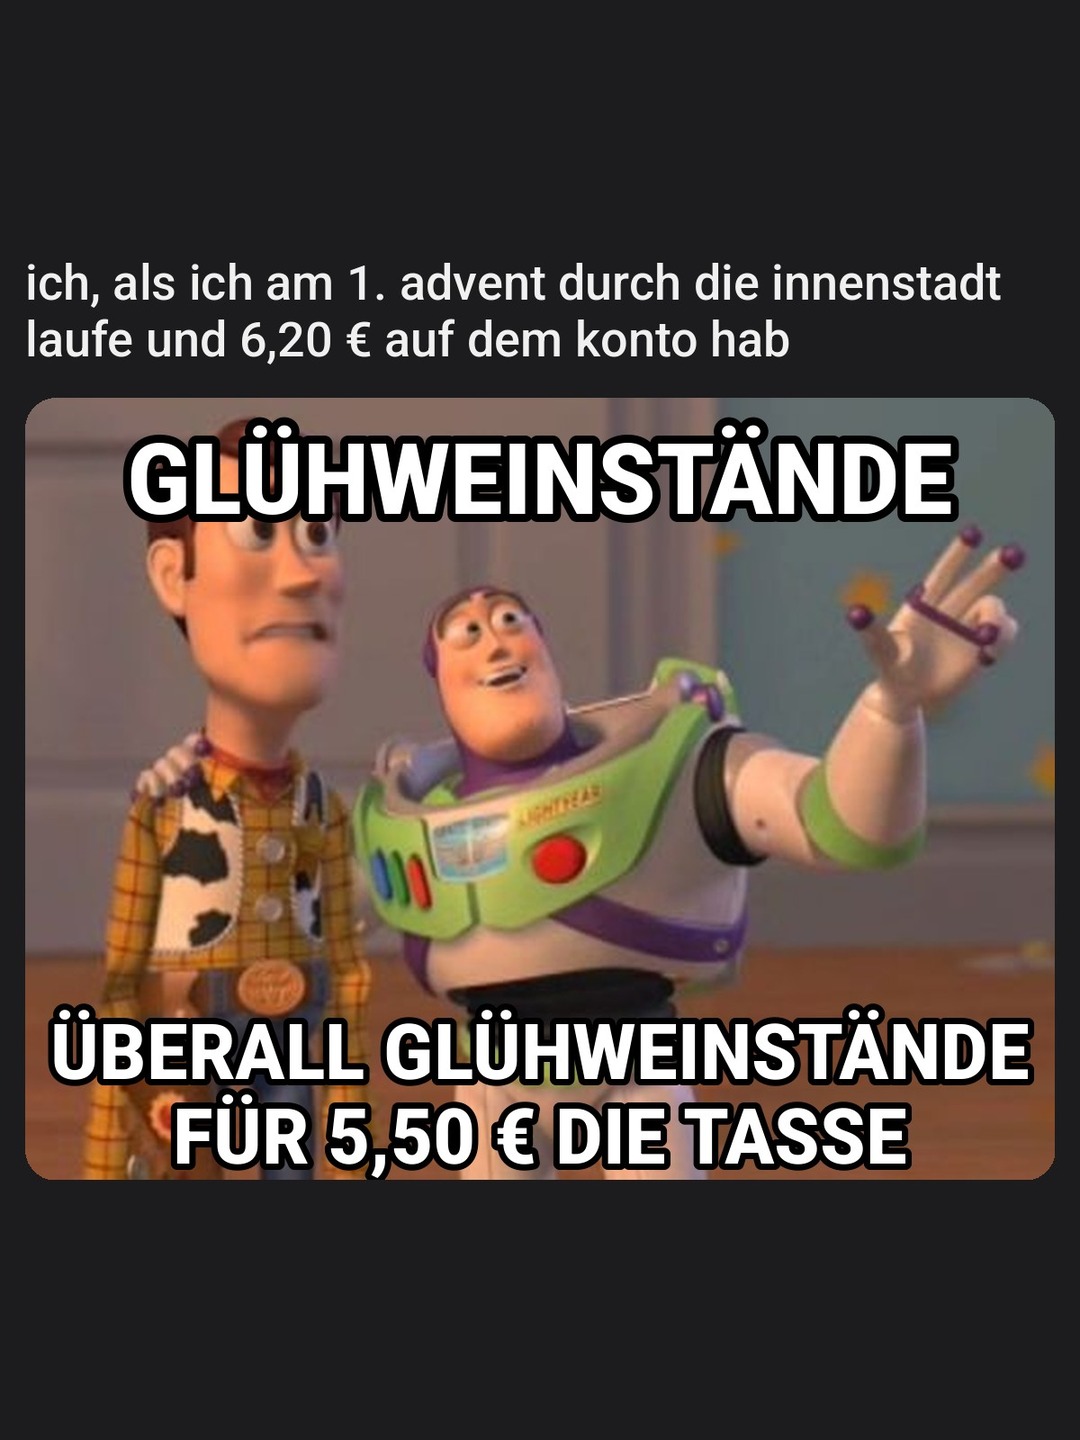 ich, als ich am 1. advent durch die innenstadt
laufe und 6,20 € auf dem konto hab
GLÜHWEINSTÄNDE
LIGHTYEAR
ÜBERALL GLÜHWEINSTÄNDE
FÜR 5,50 € DIE TASSE